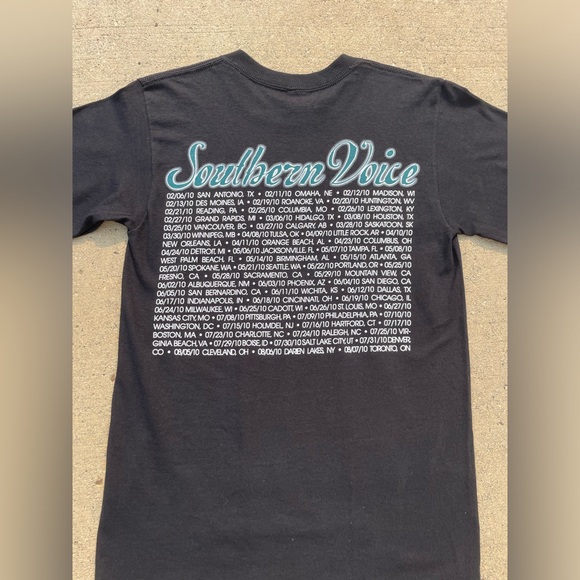 Southern Voice
02/06/10 SAN ANTONIO, TX • 02/11/10 OMAHA, NE • 02/12/10 MADISON, WI
02/13/10 DES MOINES, IA • 02/19/10 ROANOKE, VA • 02/20/10 HUNTINGTON, WV
02/21/10 READING, PA • 02/25/10 COLUMBIA, MO • 02/26/10 LEXINGTON, KY
02/27/10 GRAND RAPIDS, MI • 03/06/10 HIDALGO, TX • 03/08/10 HOUSTON, TX
03/25/10 VANCOUVER, BC • 03/27/10 CALGARY, AB • 03/28/10 SASKATOON, SK
03/30/10 WINNIPEG, MB • 04/08/10 TULSA, OK • 04/09/10 LITTLE ROCK, AR • 04/10/10
NEW ORLEANS, LA • 04/11/10 ORANGE BEACH, AL • 04/23/10 COLUMBUS, OH
04/24/10 DETROIT, MI • 05/06/10 JACKSONVILLE, FL • 05/07/10 TAMPA, FL • 05/08/10
WEST PALM BEACH, FL • 05/14/10 BIRMINGHAM, AL • 05/15/10 ATLANTA, GA
05/20/10 SPOKANE, WA • 05/21/10 SEATTLE, WA • 05/22/10 PORTLAND, OR • 05/25/10
FRESNO, CA • 05/28/10 SACRAMENTO, CA • 05/29/10 MOUNTAIN VIEW, CA
06/02/10 ALBUQUERQUE, NM • 06/03/10 PHOENIX, AZ • 06/04/10 SAN DIEGO, CA
06/05/10 SAN BERNARDINO, CA • 06/11/10 WICHITA, KS • 06/12/10 DALLAS, TX
06/17/10 INDIANAPOLIS, IN • 06/18/10 CINCINNATI, OH • 06/19/10 CHICAGO, IL
06/24/10 MILWAUKEE, WI • 06/25/10 CADOTT, WI • 06/26/10 ST. LOUIS, MO • 06/27/10
KANSAS CITY, MO • 07/08/10 PITTSBURGH, PA • 07/09/10 PHILADELPHIA, PA • 07/10/10
WASHINGTON, DC • 07/15/10 HOLMDEL, NJ • 07/16/10 HARTFORD, CT • 07/17/10
BOSTON, MA • 07/23/10 CHARLOTTE, NC • 07/24/10 RALEIGH, NC • 07/25/10 VIR-
GINIA BEACH, VA • 07/29/10 BOISE, ID • 07/30/10 SALT LAKE CITY, UT • 07/31/10 DENVER,
CO • 08/05/10 CLEVELAND, OH • 08/06/10 DARIEN LAKES, NY • 08/07/10 TORONTO, ON